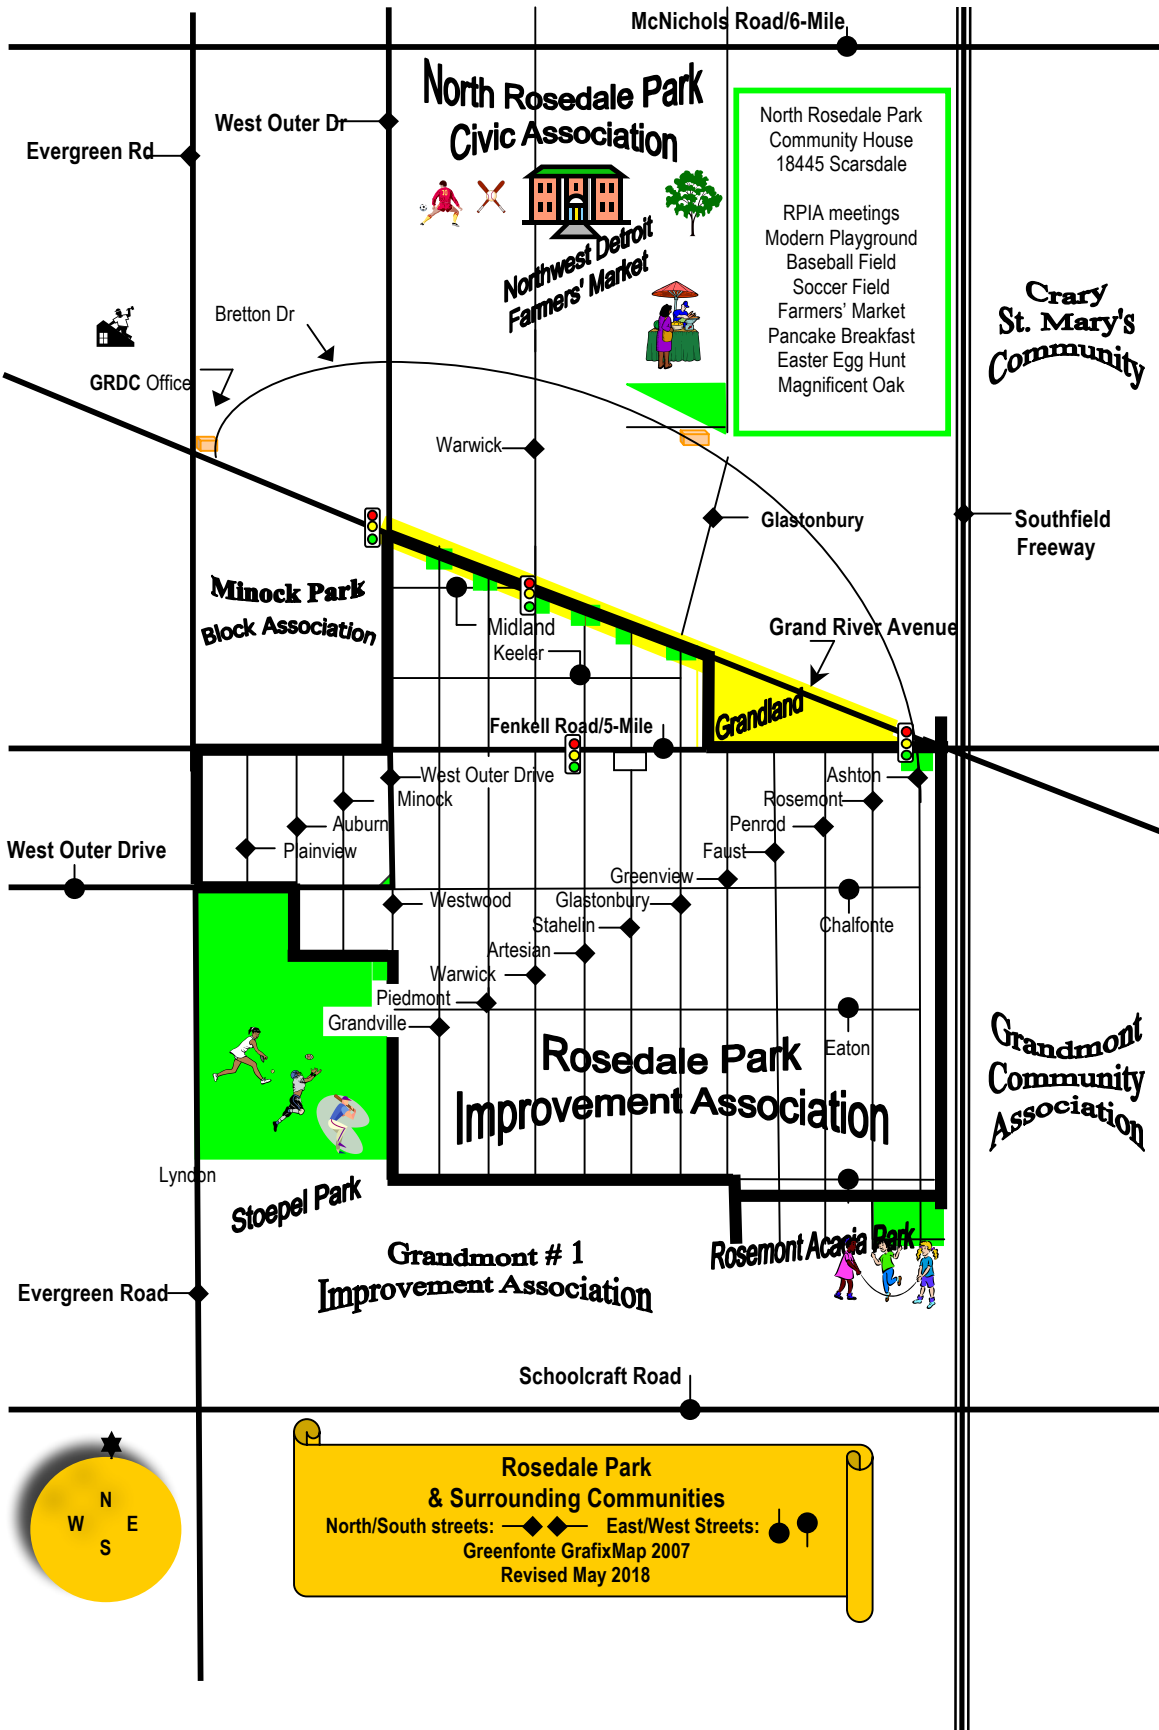 McNichols Road/6-Mile
North Rosedale Park
Civic Association
West Outer Dr
Evergreen Rd
North Rosedale Park
Community House
18445 Scarsdale
RPIA meetings
Modern Playground
Baseball Field
Soccer Field
Farmers' Market
Pancake Breakfast
Easter Egg Hunt
Magnificent Oak
Northwest Detroit
Farmers' Market
Crary
St. Mary's
Community
Bretton Dr
GRDC Office
Warwick
Glastonbury
Southfield
Freeway
Minock Park
Block Association
Midland
Keeler
Grand River Avenue
Grandland
Fenkell Road/5-Mile
West Outer Drive
Minock
Auburn
Plainview
Ashton
Rosemont
Penrod
Faust
Greenview
Glastonbury
Stahelin
Artesian
Warwick
Piedmont
Grandville
West Outer Drive
Westwood
Chalfonte
Eaton
Rosedale Park
Improvement Association
Grandmont
Community
Association
Lyndon
Stoepel Park
Rosemont Acacia Park
Grandmont # 1
Improvement Association
Evergreen Road
Schoolcraft Road
N
W E
S
Rosedale Park
& Surrounding Communities
North/South streets: East/West Streets:
Greenfonte GrafixMap 2007
Revised May 2018